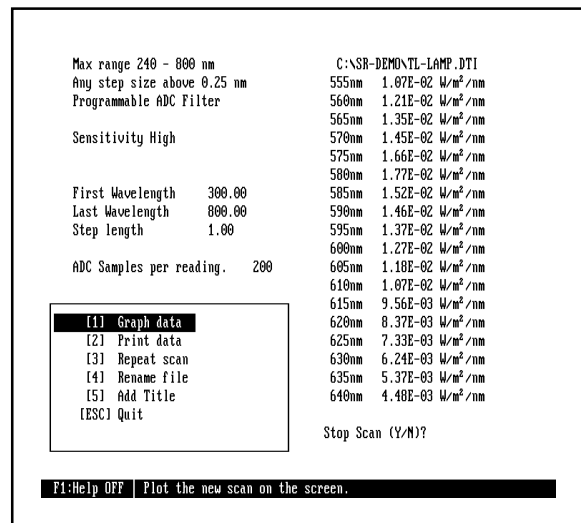 Max range 240 - 800 nm
Any step size above 0.25 nm
Programmable ADC Filter
Sensitivity High
First Wavelength 300.00
Last Wavelength 800.00
Step length 1.00
ADC Samples per reading. 200
[1] Graph data
[2] Print data
[3] Repeat scan
[4] Rename file
[5] Add Title
[ESC] Quit
C:\SR-DEMO\TL-LAMP.DTI
555nm 1.07E-02 W/m²/nm
560nm 1.21E-02 W/m²/nm
565nm 1.35E-02 W/m²/nm
570nm 1.45E-02 W/m²/nm
575nm 1.66E-02 W/m²/nm
580nm 1.77E-02 W/m²/nm
585nm 1.52E-02 W/m²/nm
590nm 1.46E-02 W/m²/nm
595nm 1.37E-02 W/m²/nm
600nm 1.27E-02 W/m²/nm
605nm 1.18E-02 W/m²/nm
610nm 1.07E-02 W/m²/nm
615nm 9.56E-03 W/m²/nm
620nm 8.37E-03 W/m²/nm
625nm 7.33E-03 W/m²/nm
630nm 6.24E-03 W/m²/nm
635nm 5.37E-03 W/m²/nm
640nm 4.48E-03 W/m²/nm
Stop Scan (Y/N)?
F1:Help OFF | Plot the new scan on the screen.